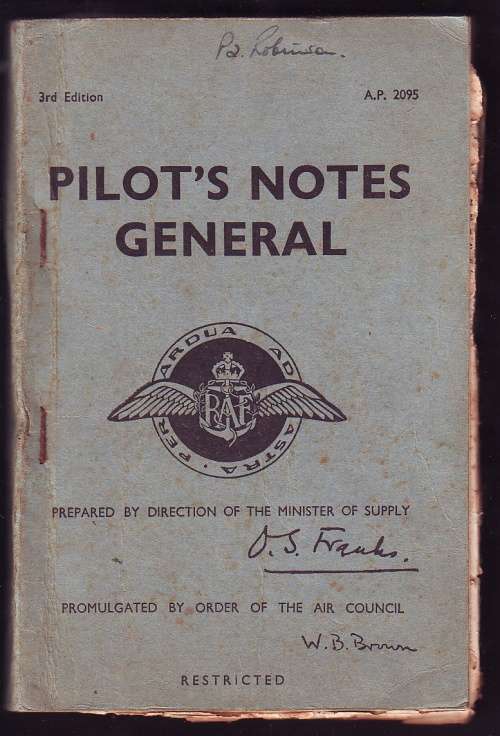 P.D. Robinson.
3rd Edition
A.P. 2095
PILOT'S NOTES
GENERAL
PER ARDUA AD ASTRA
RAF
PREPARED BY DIRECTION OF THE MINISTER OF SUPPLY
O. S. Franks.
PROMULGATED BY ORDER OF THE AIR COUNCIL
W. B. Brown
RESTRICTED